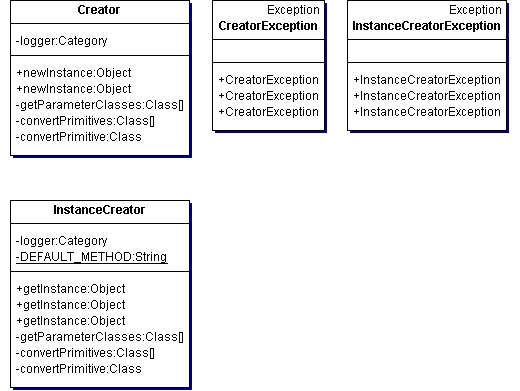 Creator
-logger:Category
+newInstance:Object
+newInstance:Object
-getParameterClasses:Class[]
-convertPrimitives:Class[]
-convertPrimitive:Class
Exception
CreatorException
+CreatorException
+CreatorException
+CreatorException
Exception
InstanceCreatorException
+InstanceCreatorException
+InstanceCreatorException
+InstanceCreatorException
InstanceCreator
-logger:Category
-DEFAULT_METHOD:String
+getInstance:Object
+getInstance:Object
+getInstance:Object
-getParameterClasses:Class[]
-convertPrimitives:Class[]
-convertPrimitive:Class